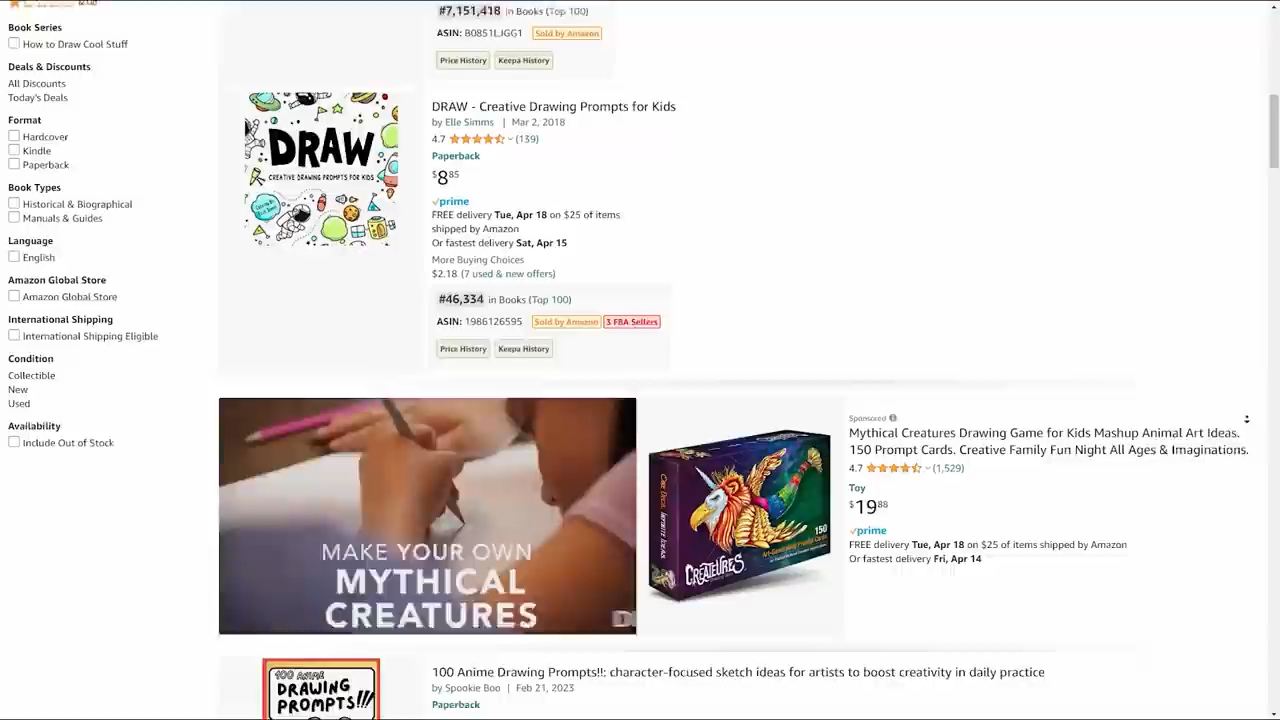 #7,151,418 in Books (Top 100)
ASIN: B0851LJGG1 Sold by Amazon
Price History Keepa History
Book Series
How to Draw Cool Stuff
Deals & Discounts
All Discounts
Today's Deals
Format
Hardcover
Kindle
Paperback
Book Types
Historical & Biographical
Manuals & Guides
Language
English
Amazon Global Store
Amazon Global Store
International Shipping
International Shipping Eligible
Condition
Collectible
New
Used
Availability
Include Out of Stock
DRAW
CREATIVE DRAWING PROMPTS FOR KIDS
DRAW - Creative Drawing Prompts for Kids
by Elle Simms | Mar 2, 2018
4.7 (139)
Paperback
$8.85
prime
FREE delivery Tue, Apr 18 on $25 of items
shipped by Amazon
Or fastest delivery Sat, Apr 15
More Buying Choices
$2.18 (7 used & new offers)
#46,334 in Books (Top 100)
ASIN: 1986126595 Sold by Amazon 3 FBA Sellers
Price History Keepa History
MAKE YOUR OWN
MYTHICAL
CREATURES
CREATURES
150
Sponsored
Mythical Creatures Drawing Game for Kids Mashup Animal Art Ideas.
150 Prompt Cards. Creative Family Fun Night All Ages & Imaginations.
4.7 (1,529)
Toy
$19.88
prime
FREE delivery Tue, Apr 18 on $25 of items shipped by Amazon
Or fastest delivery Fri, Apr 14
100 ANIME
DRAWING
PROMPTS!!!
100 Anime Drawing Prompts!!: character-focused sketch ideas for artists to boost creativity in daily practice
by Spookie Boo | Feb 21, 2023
Paperback